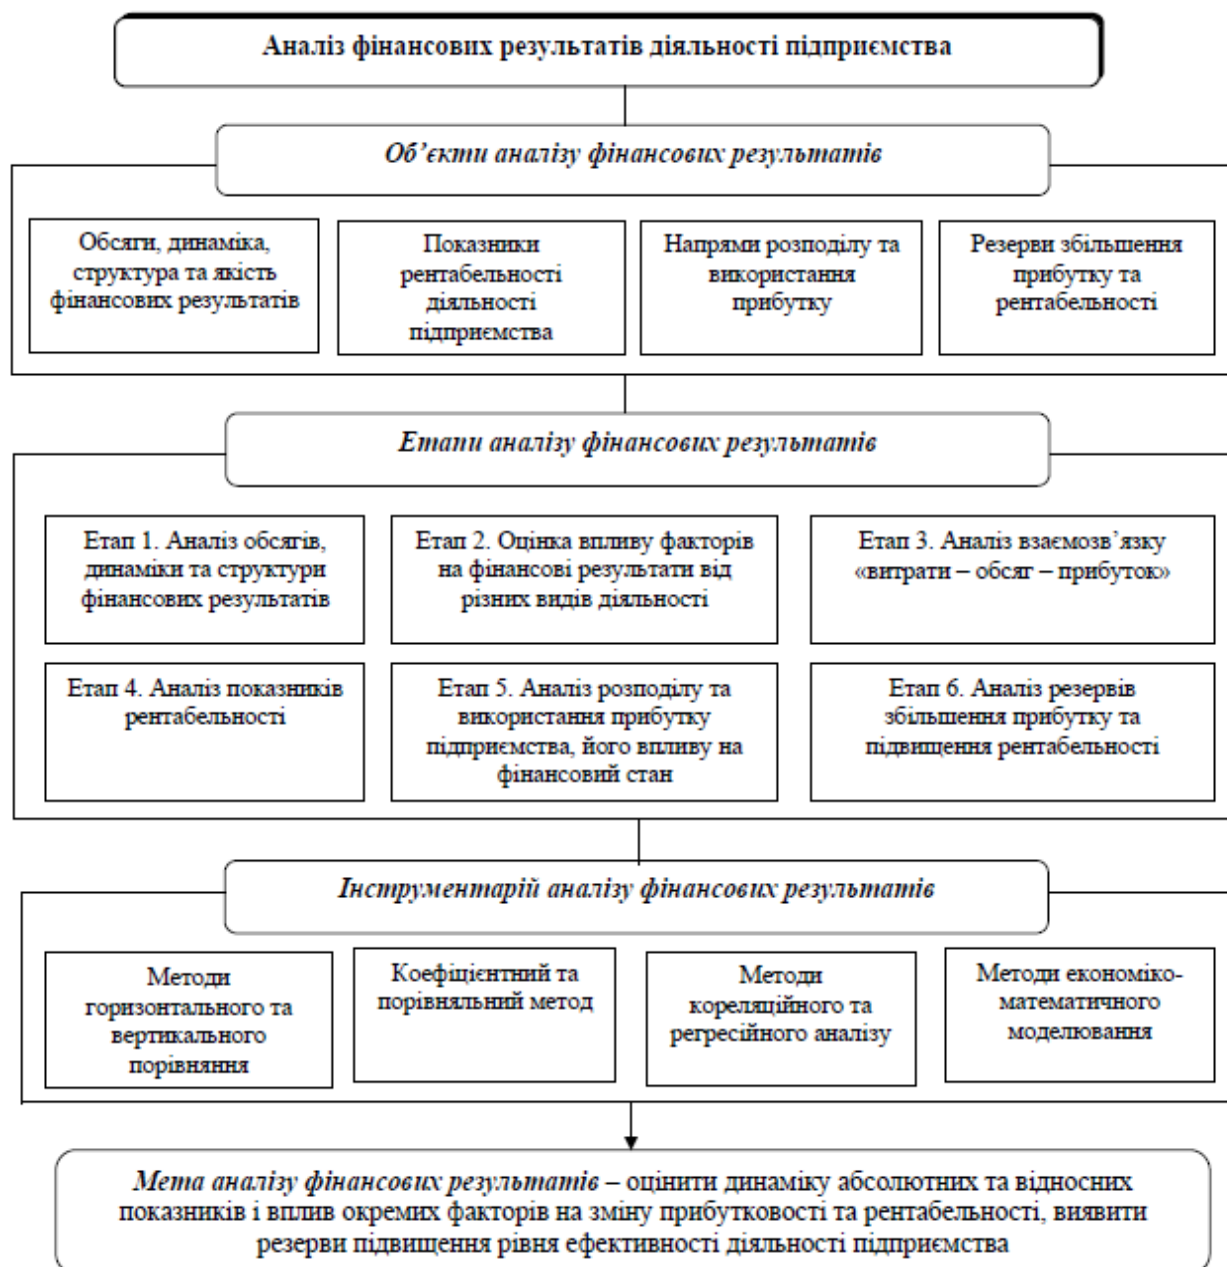 Аналіз фінансових результатів діяльності підприємства
Об’єкти аналізу фінансових результатів
Обсяги, динаміка,
структура та якість
фінансових результатів
Показники
рентабельності
діяльності
підприємства
Напрями розподілу та
використання
прибутку
Резерви збільшення
прибутку та
рентабельності
Етапи аналізу фінансових результатів
Етап 1. Аналіз обсягів,
динаміки та структури
фінансових результатів
Етап 2. Оцінка впливу факторів
на фінансові результати від
різних видів діяльності
Етап 3. Аналіз взаємозв’язку
«витрати – обсяг – прибуток»
Етап 4. Аналіз показників
рентабельності
Етап 5. Аналіз розподілу та
використання прибутку
підприємства, його впливу на
фінансовий стан
Етап 6. Аналіз резервів
збільшення прибутку та
підвищення рентабельності
Інструментарій аналізу фінансових результатів
Методи
горизонтального та
вертикального
порівняння
Коефіцієнтний та
порівняльний метод
Методи
кореляційного та
регресійного аналізу
Методи економіко-
математичного
моделювання
Мета аналізу фінансових результатів – оцінити динаміку абсолютних та відносних
показників і вплив окремих факторів на зміну прибутковості та рентабельності, виявити
резерви підвищення рівня ефективності діяльності підприємства